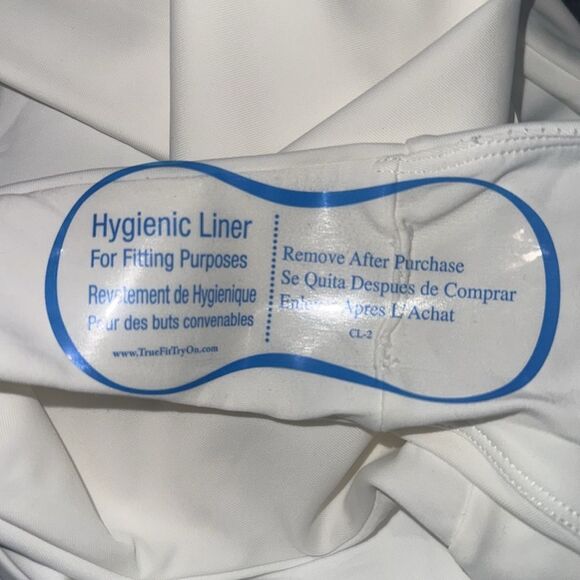 Hygienic Liner
For Fitting Purposes
de Hygienique
Pour des buts convenables
www.TrueFitTryOn.com
Remove After Purchase
Se Quita Despues de Comprar
Apres L'Achat
CL-2